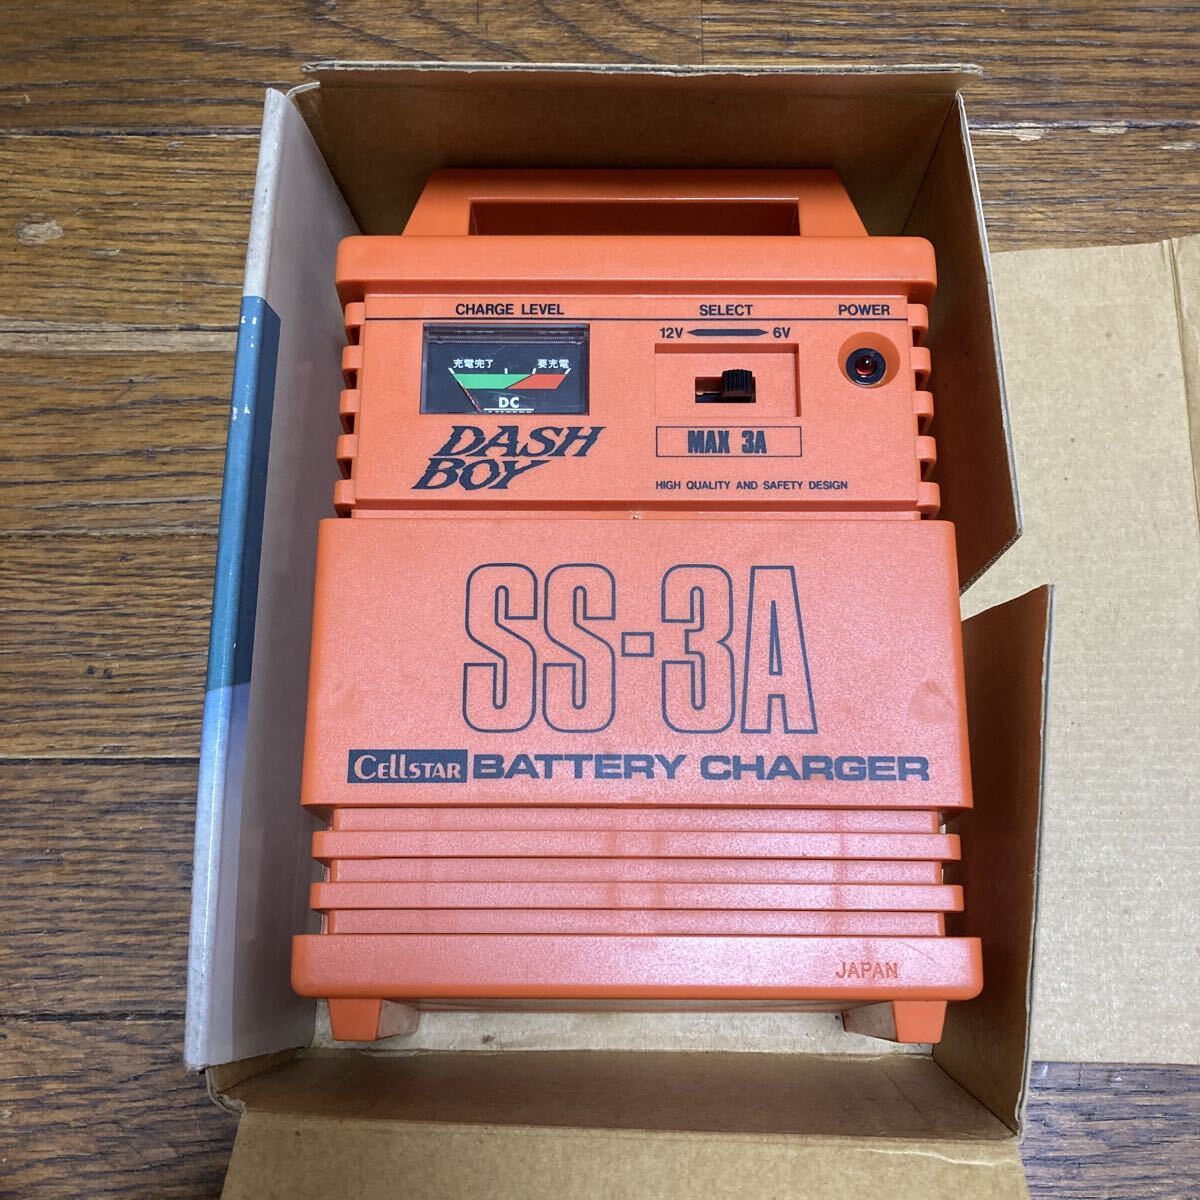 CHARGE LEVEL
SELECT
POWER
12V
6V
充電完了
要充電
DC
MAX 3A
DASH
BOY
HIGH QUALITY AND SAFETY DESIGN
SS-3A
CELLSTAR BATTERY CHARGER
JAPAN